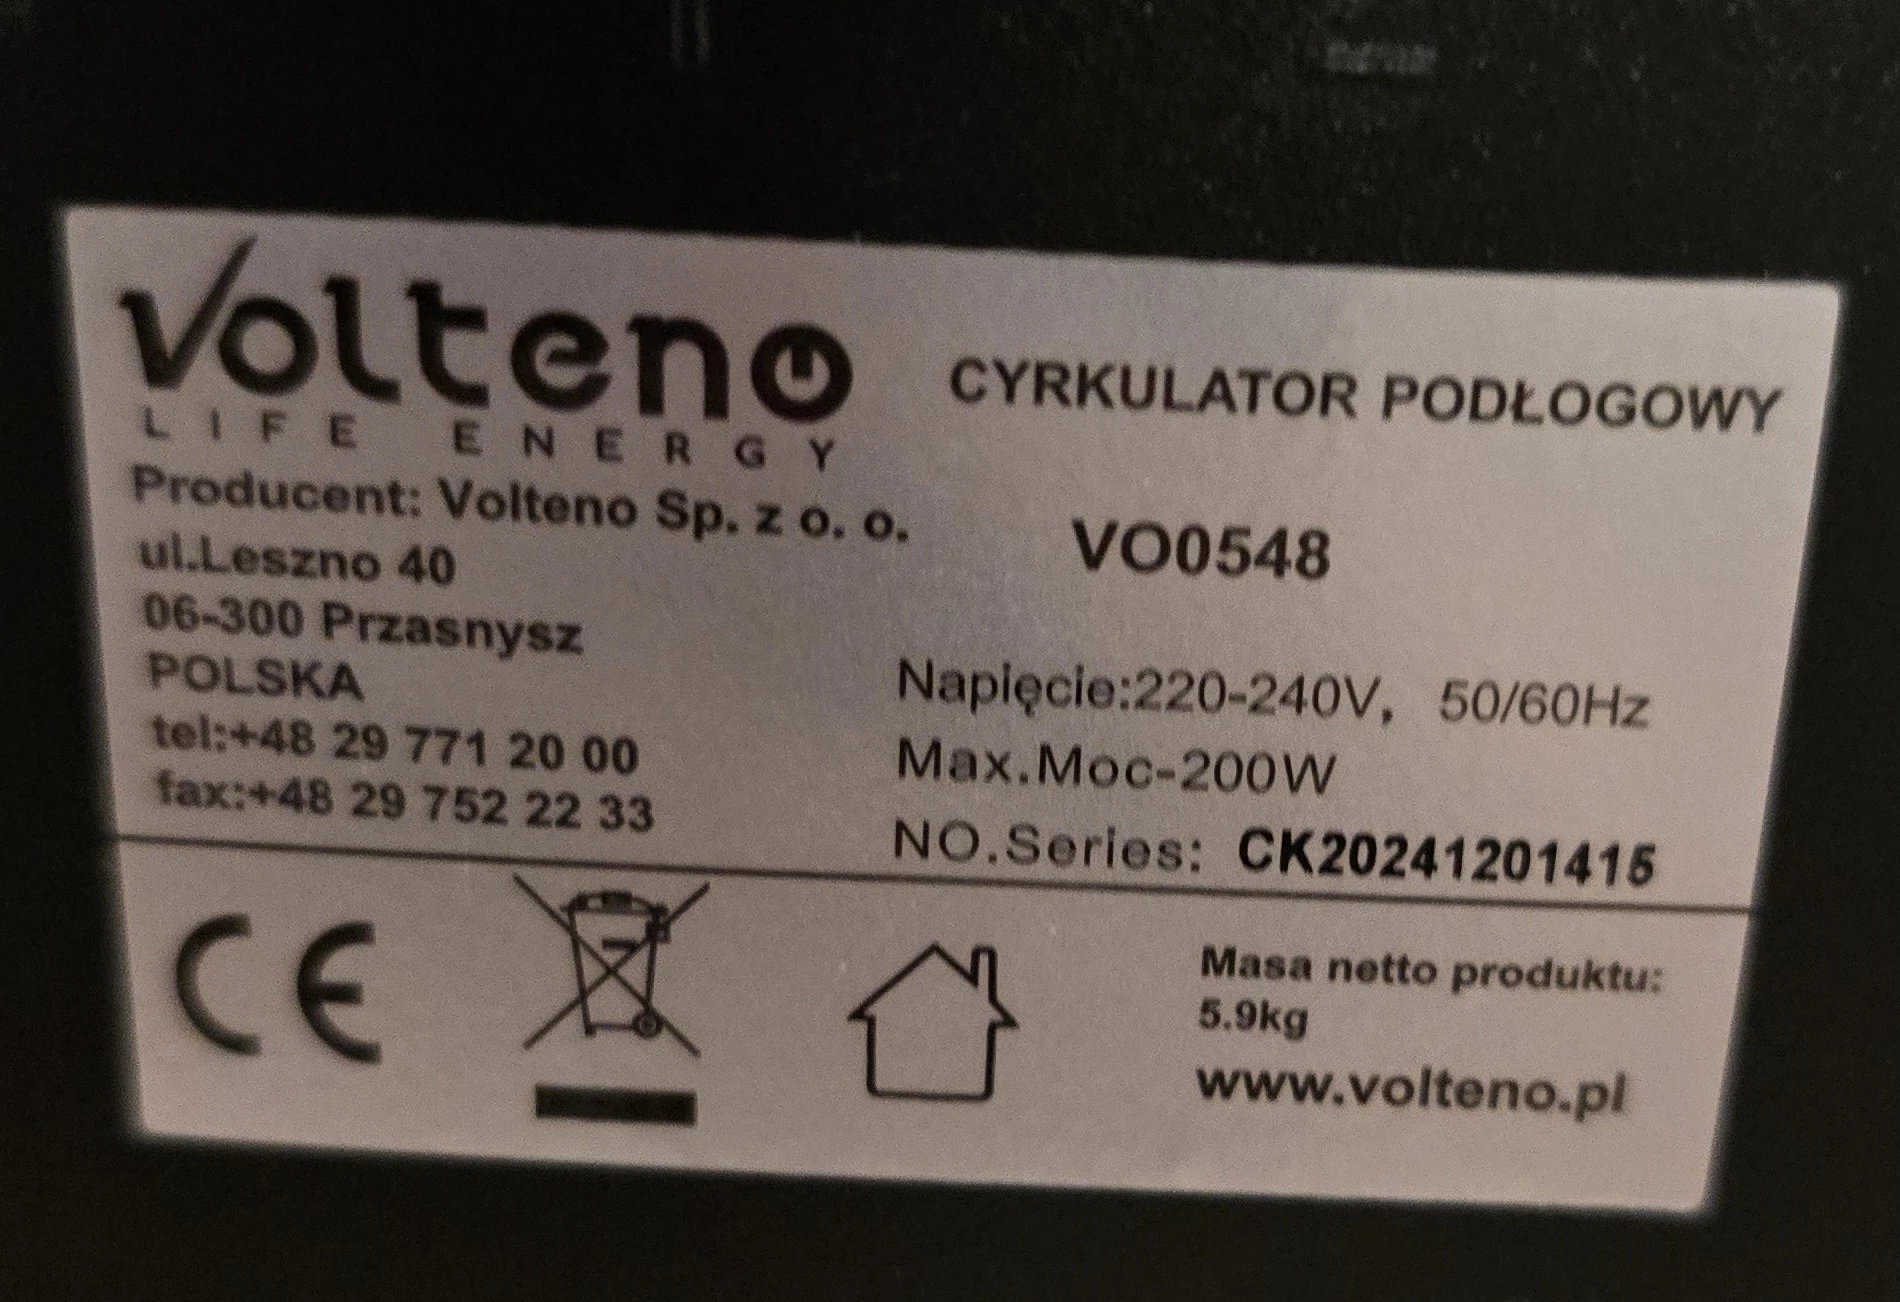 Volteno
LIFE ENERGY
Producent: Volteno Sp. z o. o.
ul.Leszno 40
06-300 Przasnysz
POLSKA
tel:+48 29 771 20 00
fax:+48 29 752 22 33
CYRKULATOR PODŁOGOWY
VO0548
Napięcie:220-240V, 50/60Hz
Max.Moc-200W
NO.Series: CK20241201415
CE
Masa netto produktu:
5.9kg
www.volteno.pl